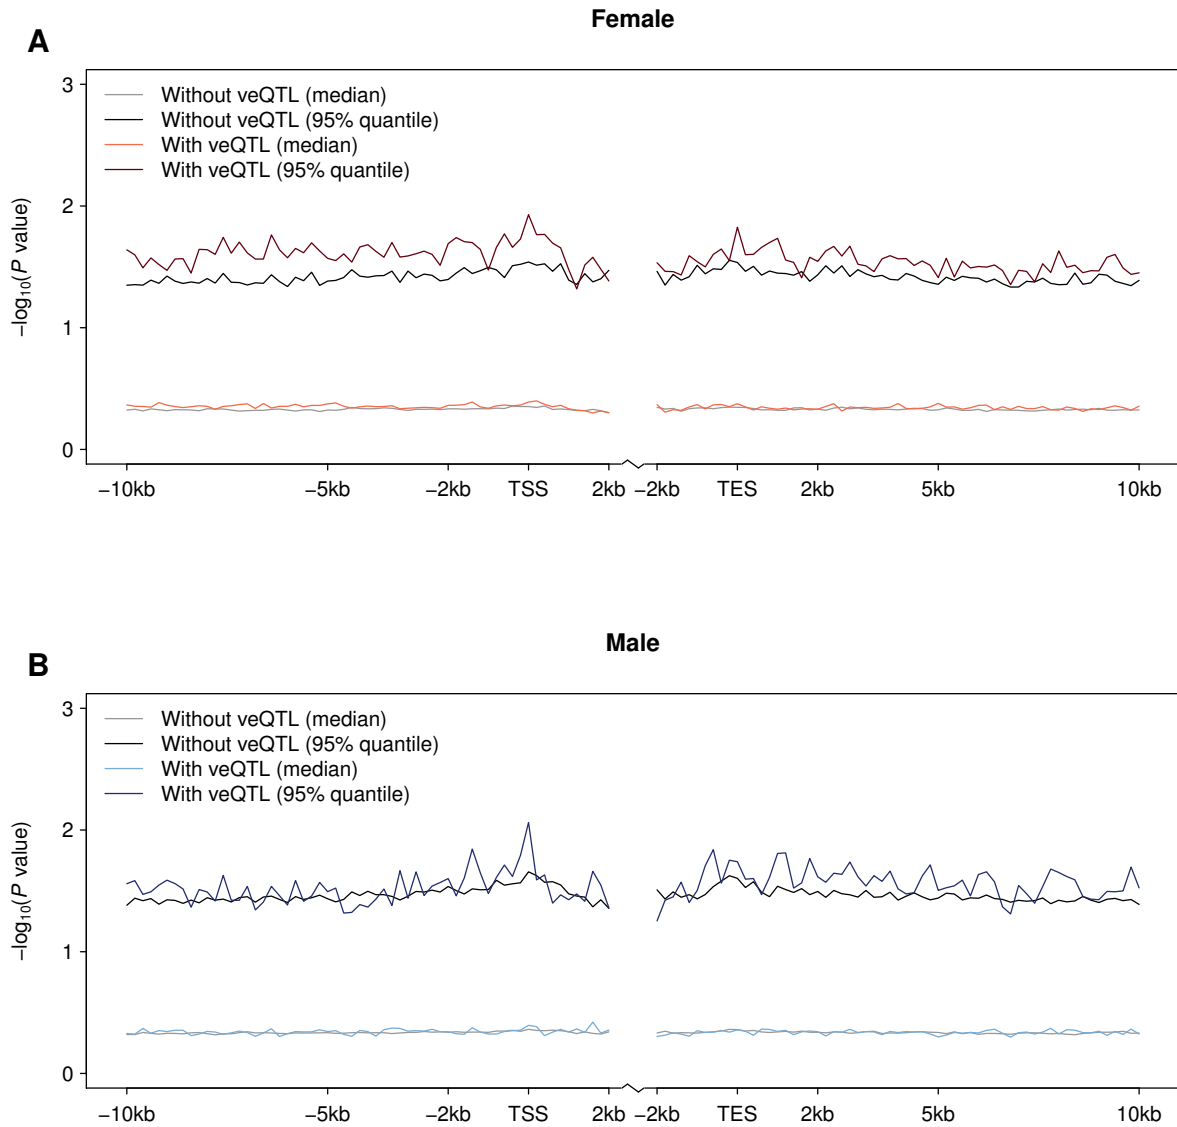 Female
A
3
2
1
0
−log10(P value)
Without veQTL (median)
Without veQTL (95% quantile)
With veQTL (median)
With veQTL (95% quantile)
−10kb −5kb −2kb TSS 2kb −2kb TES 2kb 5kb 10kb
Male
B
3
2
1
0
−log10(P value)
Without veQTL (median)
Without veQTL (95% quantile)
With veQTL (median)
With veQTL (95% quantile)
−10kb −5kb −2kb TSS 2kb −2kb TES 2kb 5kb 10kb